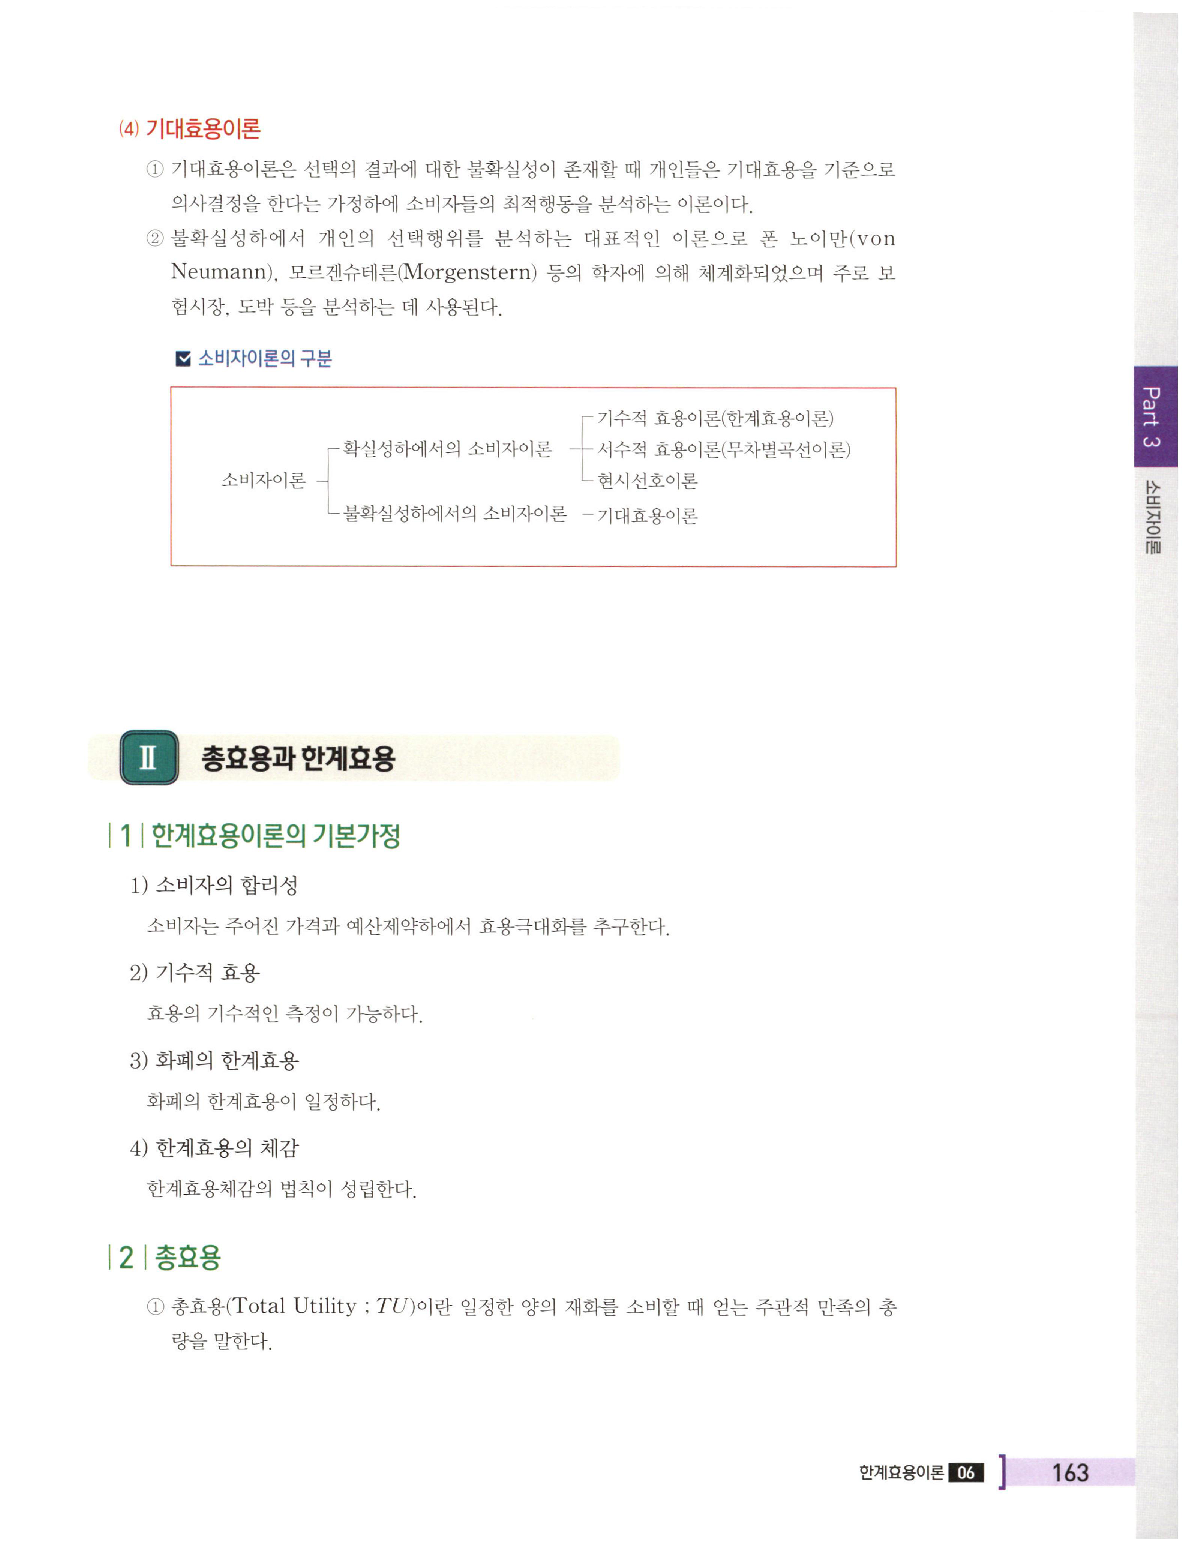 (4) 기대효용이론
① 기대효용이론은 선택의 결과에 대한 불확실성이 존재할 때 개인들은 기대효용을 기준으로
의사결정을 한다는 가정하에 소비자들의 최적행동을 분석하는 이론이다.
② 불확실성하에서 개인의 선택행위를 분석하는 대표적인 이론으로 폰 노이만(von
Neumann), 모르겐슈테른(Morgenstern) 등의 학자에 의해 체계화되었으며 주로 보
험시장, 도박 등을 분석하는 데 사용된다.
소비자이론의 구분
기수적 효용이론(한계효용이론)
확실성하에서의 소비자이론
서수적 효용이론(무차별곡선이론)
소비자이론
현시선호이론
불확실성하에서의 소비자이론
기대효용이론
Part 3
소비자이론
Ⅱ 총효용과 한계효용
|1| 한계효용이론의 기본가정
1) 소비자의 합리성
소비자는 주어진 가격과 예산제약하에서 효용극대화를 추구한다.
2) 기수적 효용
효용의 기수적인 측정이 가능하다.
3) 화폐의 한계효용
화폐의 한계효용이 일정하다.
4) 한계효용의 체감
한계효용체감의 법칙이 성립한다.
|2| 총효용
① 총효용(Total Utility ; TU)이란 일정한 양의 재화를 소비할 때 얻는 주관적 만족의 총
량을 말한다.
한계효용이론 06 ] 163